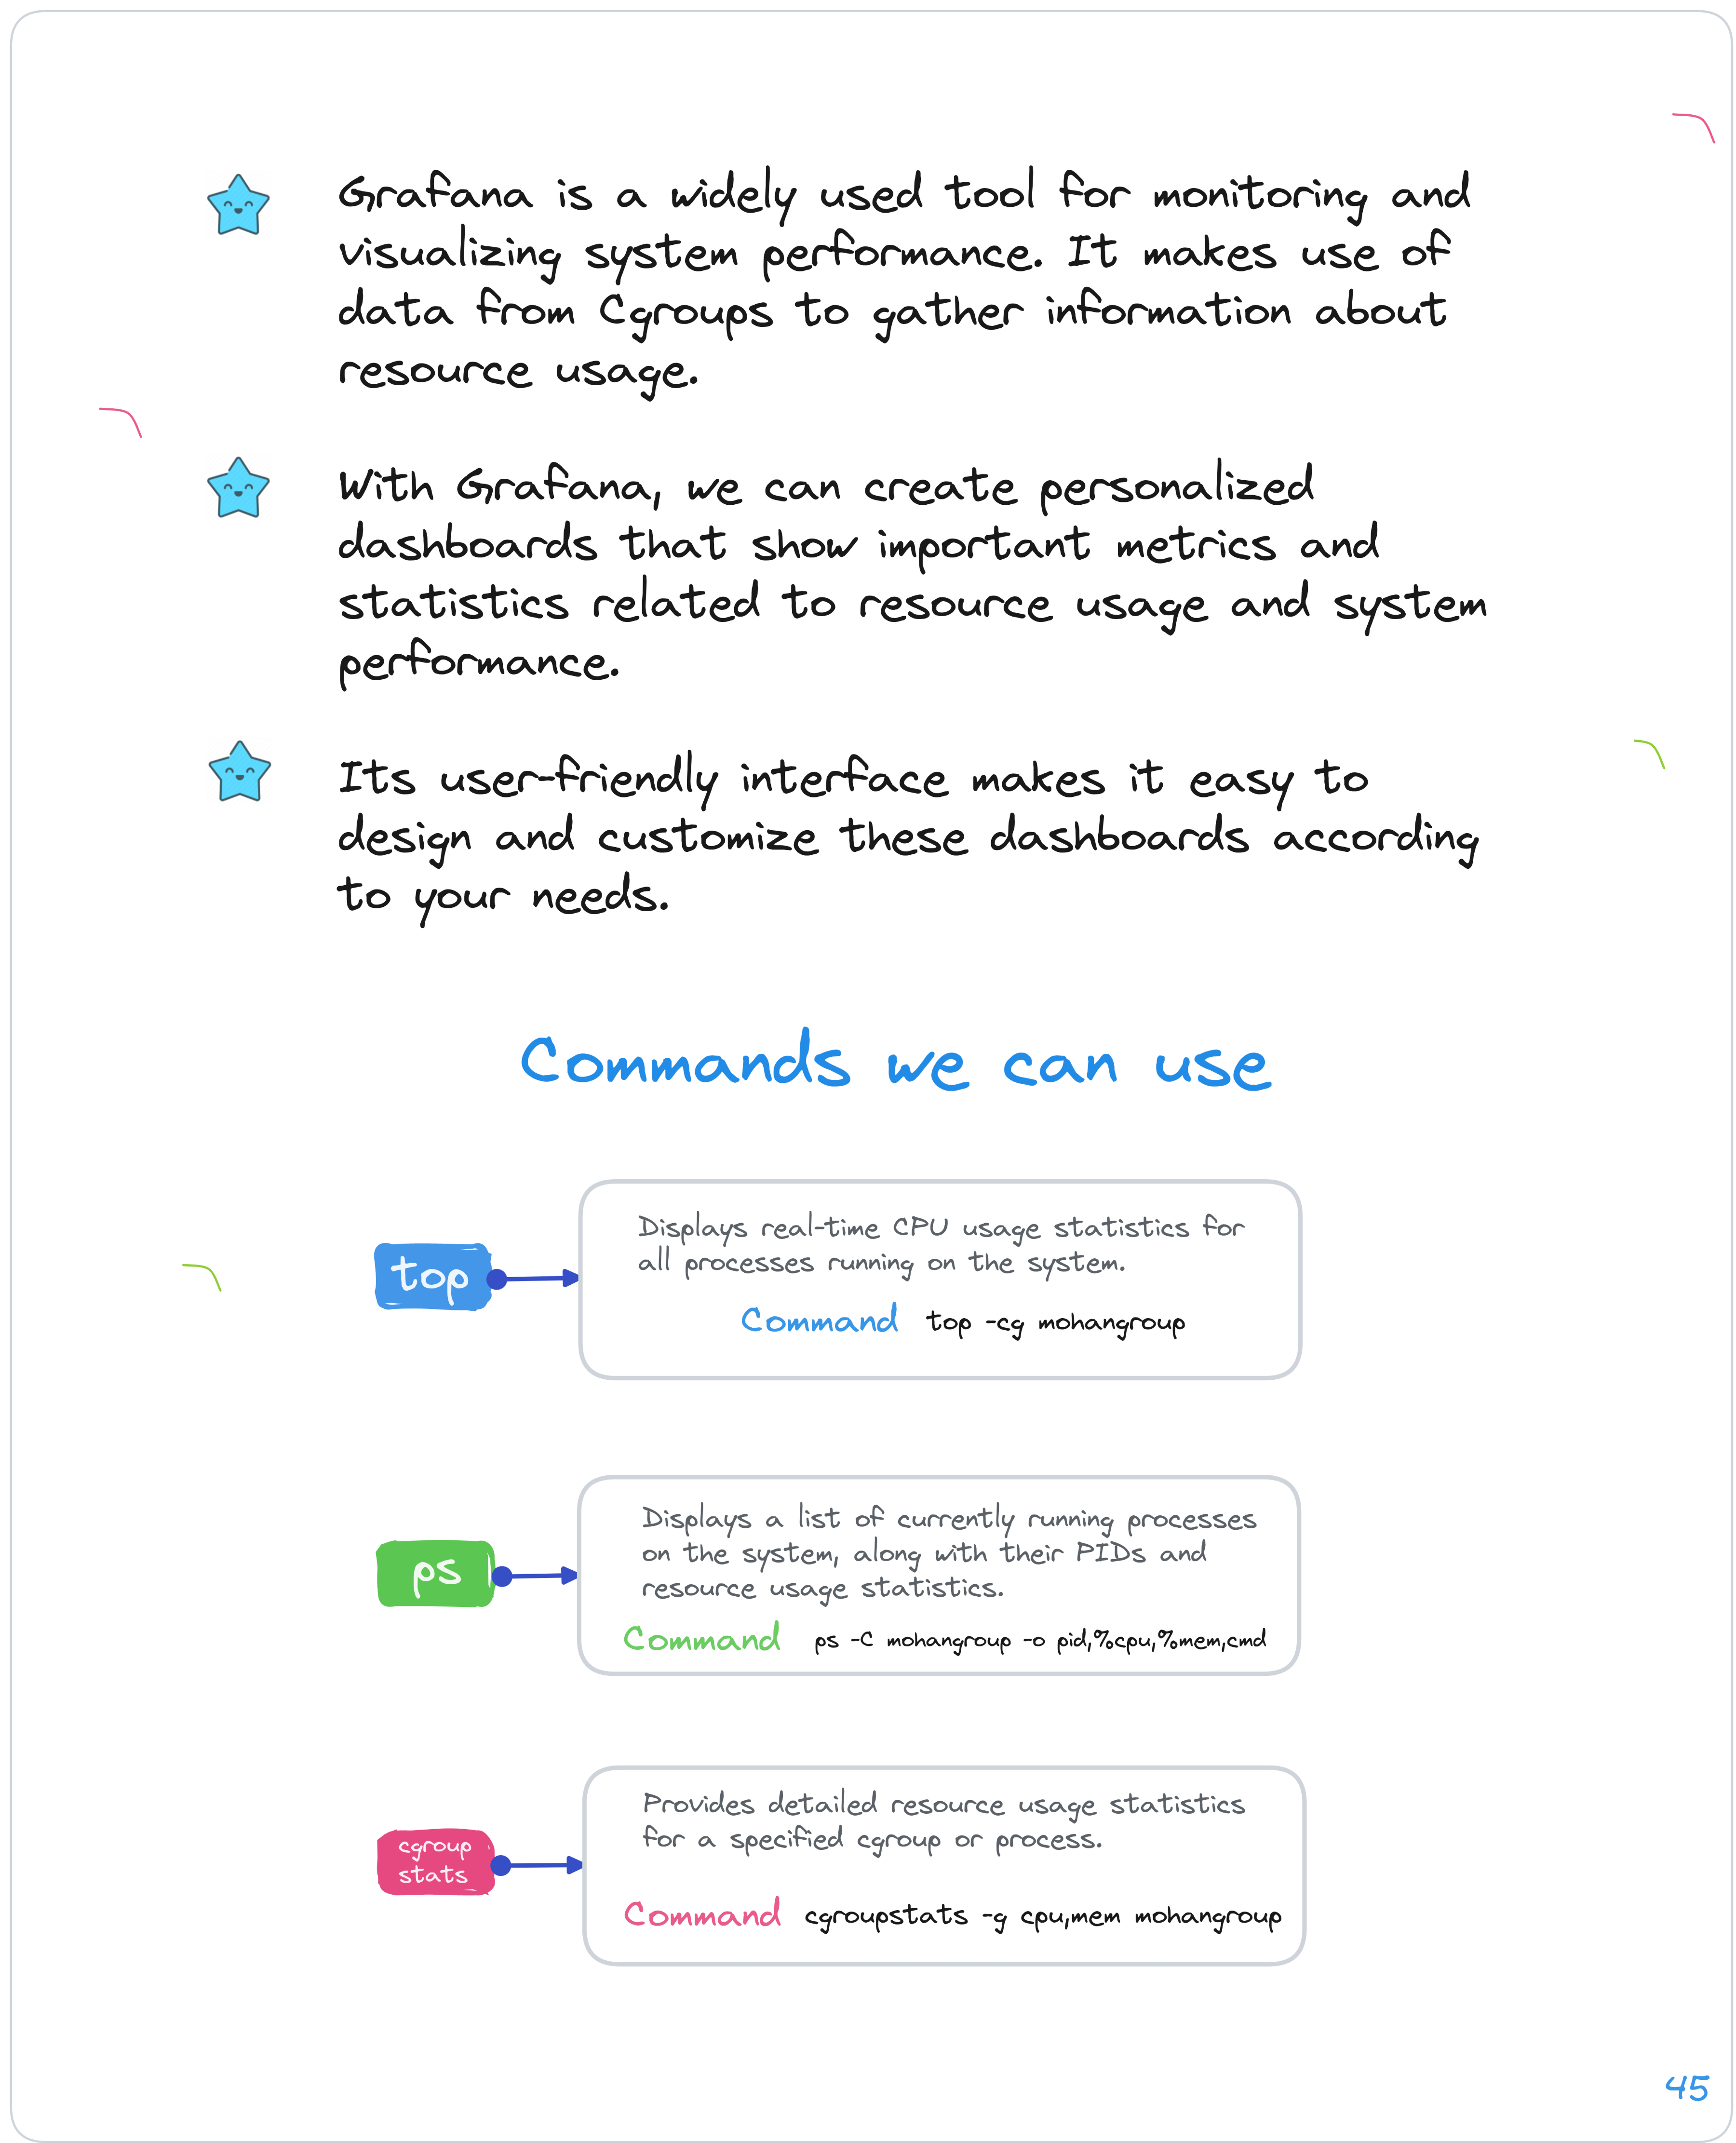 Grafana is a widely used tool for monitoring and
visualizing system performance. It makes use of
data from Cgroups to gather information about
resource usage.
With Grafana, we can create personalized
dashboards that show important metrics and
statistics related to resource usage and system
performance.
Its user-friendly interface makes it easy to
design and customize these dashboards according
to your needs.
Commands we can use
top
Displays real-time CPU usage statistics for
all processes running on the system.
Command top -cg mohangroup
ps
Displays a list of currently running processes
on the system, along with their PIDs and
resource usage statistics.
Command ps -C mohangroup -o pid,%cpu,%mem,cmd
cgroup
stats
Provides detailed resource usage statistics
for a specified cgroup or process.
Command cgroupstats -g cpu,mem mohangroup
45